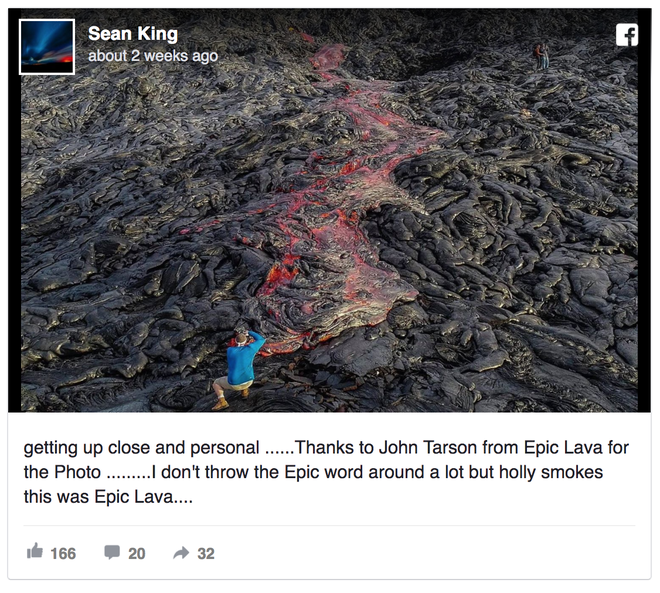 Sean King
about 2 weeks ago
getting up close and personal ......Thanks to John Tarson from Epic Lava for
the Photo .........I don't throw the Epic word around a lot but holly smokes
this was Epic Lava....
166
20
32